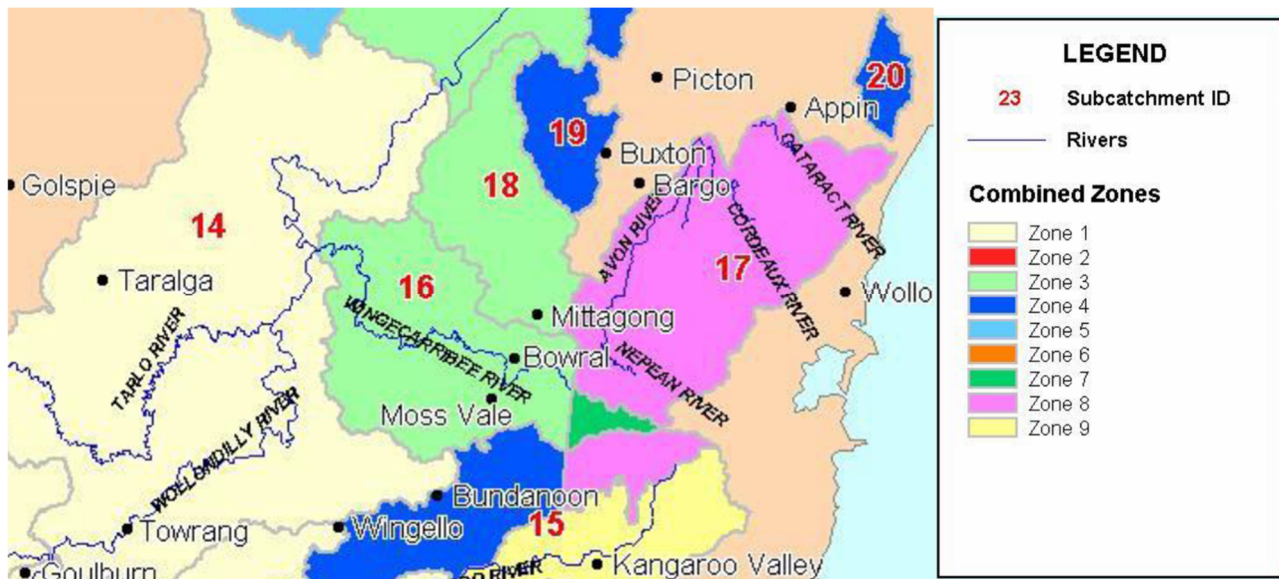 20
Picton
Appin
19
CATARACT RIVER
Buxton
Golspie
18
Bargo
14
AVON RIVER
CORDEAUX RIVER
17
Taralga
16
Wollo
TARLO RIVER
WINGECARRIBEE RIVER
Mittagong
Bowral
NEPEAN RIVER
Moss Vale
WOLLONDILLY RIVER
Bundanoon
Towrang
Wingello
15
Goulburn
RIVER
Kangaroo Valley
LEGEND
23 Subcatchment ID
Rivers
Combined Zones
Zone 1
Zone 2
Zone 3
Zone 4
Zone 5
Zone 6
Zone 7
Zone 8
Zone 9